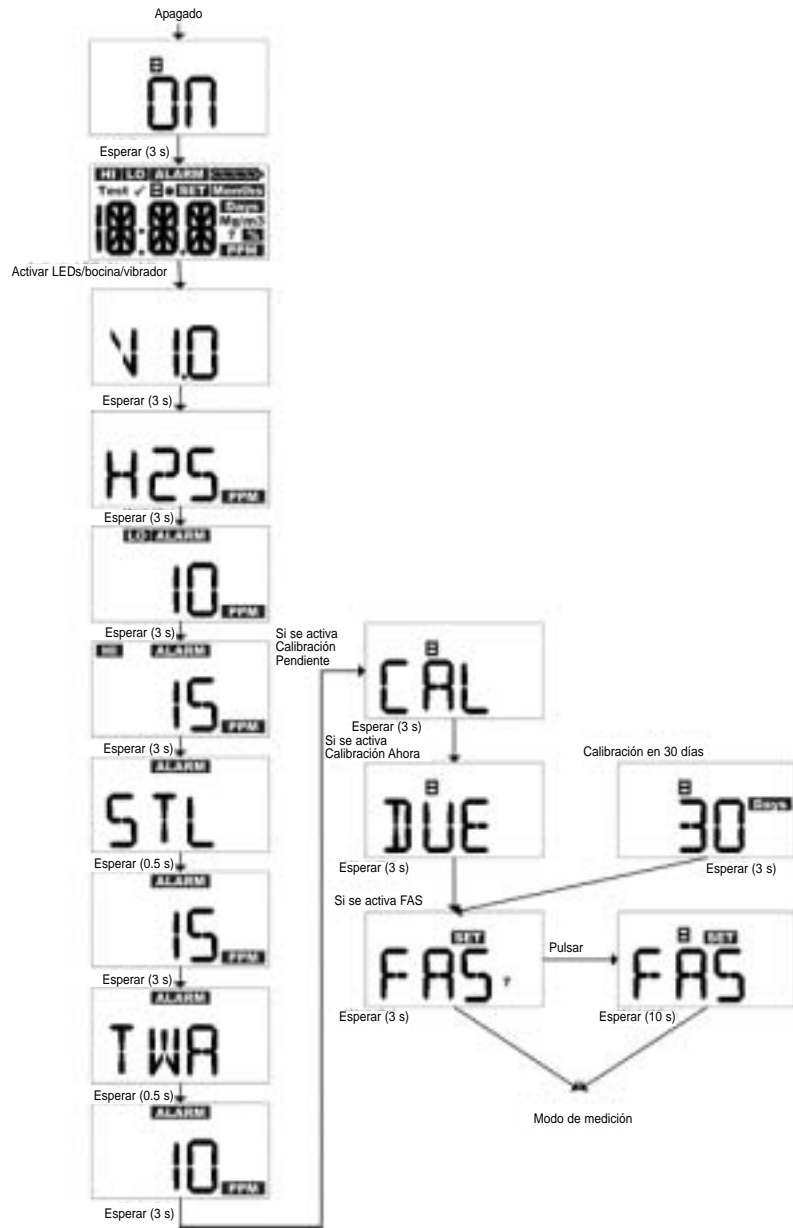 Apagado
ON
Esperar (3 s)
HI LO ALARM
Test ✓ SET Months
18:8.8
Days
Mg/m3
? %
PPM
Activar LEDs/bocina/vibrador
V 1.0
Esperar (3 s)
H2S PPM
Esperar (3 s)
LO ALARM
10 PPM
Esperar (3 s)
HI ALARM
15 PPM
Esperar (3 s)
ALARM
STL
Esperar (0.5 s)
ALARM
15 PPM
Esperar (3 s)
ALARM
TWA
Esperar (0.5 s)
ALARM
10 PPM
Esperar (3 s)
Si se activa
Calibración
Pendiente
CAL
Esperar (3 s)
Si se activa
Calibración Ahora
DUE
Esperar (3 s)
Calibración en 30 días
30 Days
Esperar (3 s)
Si se activa FAS
SET
FAS ?
Esperar (3 s)
Pulsar
SET
FAS
Esperar (10 s)
Modo de medición